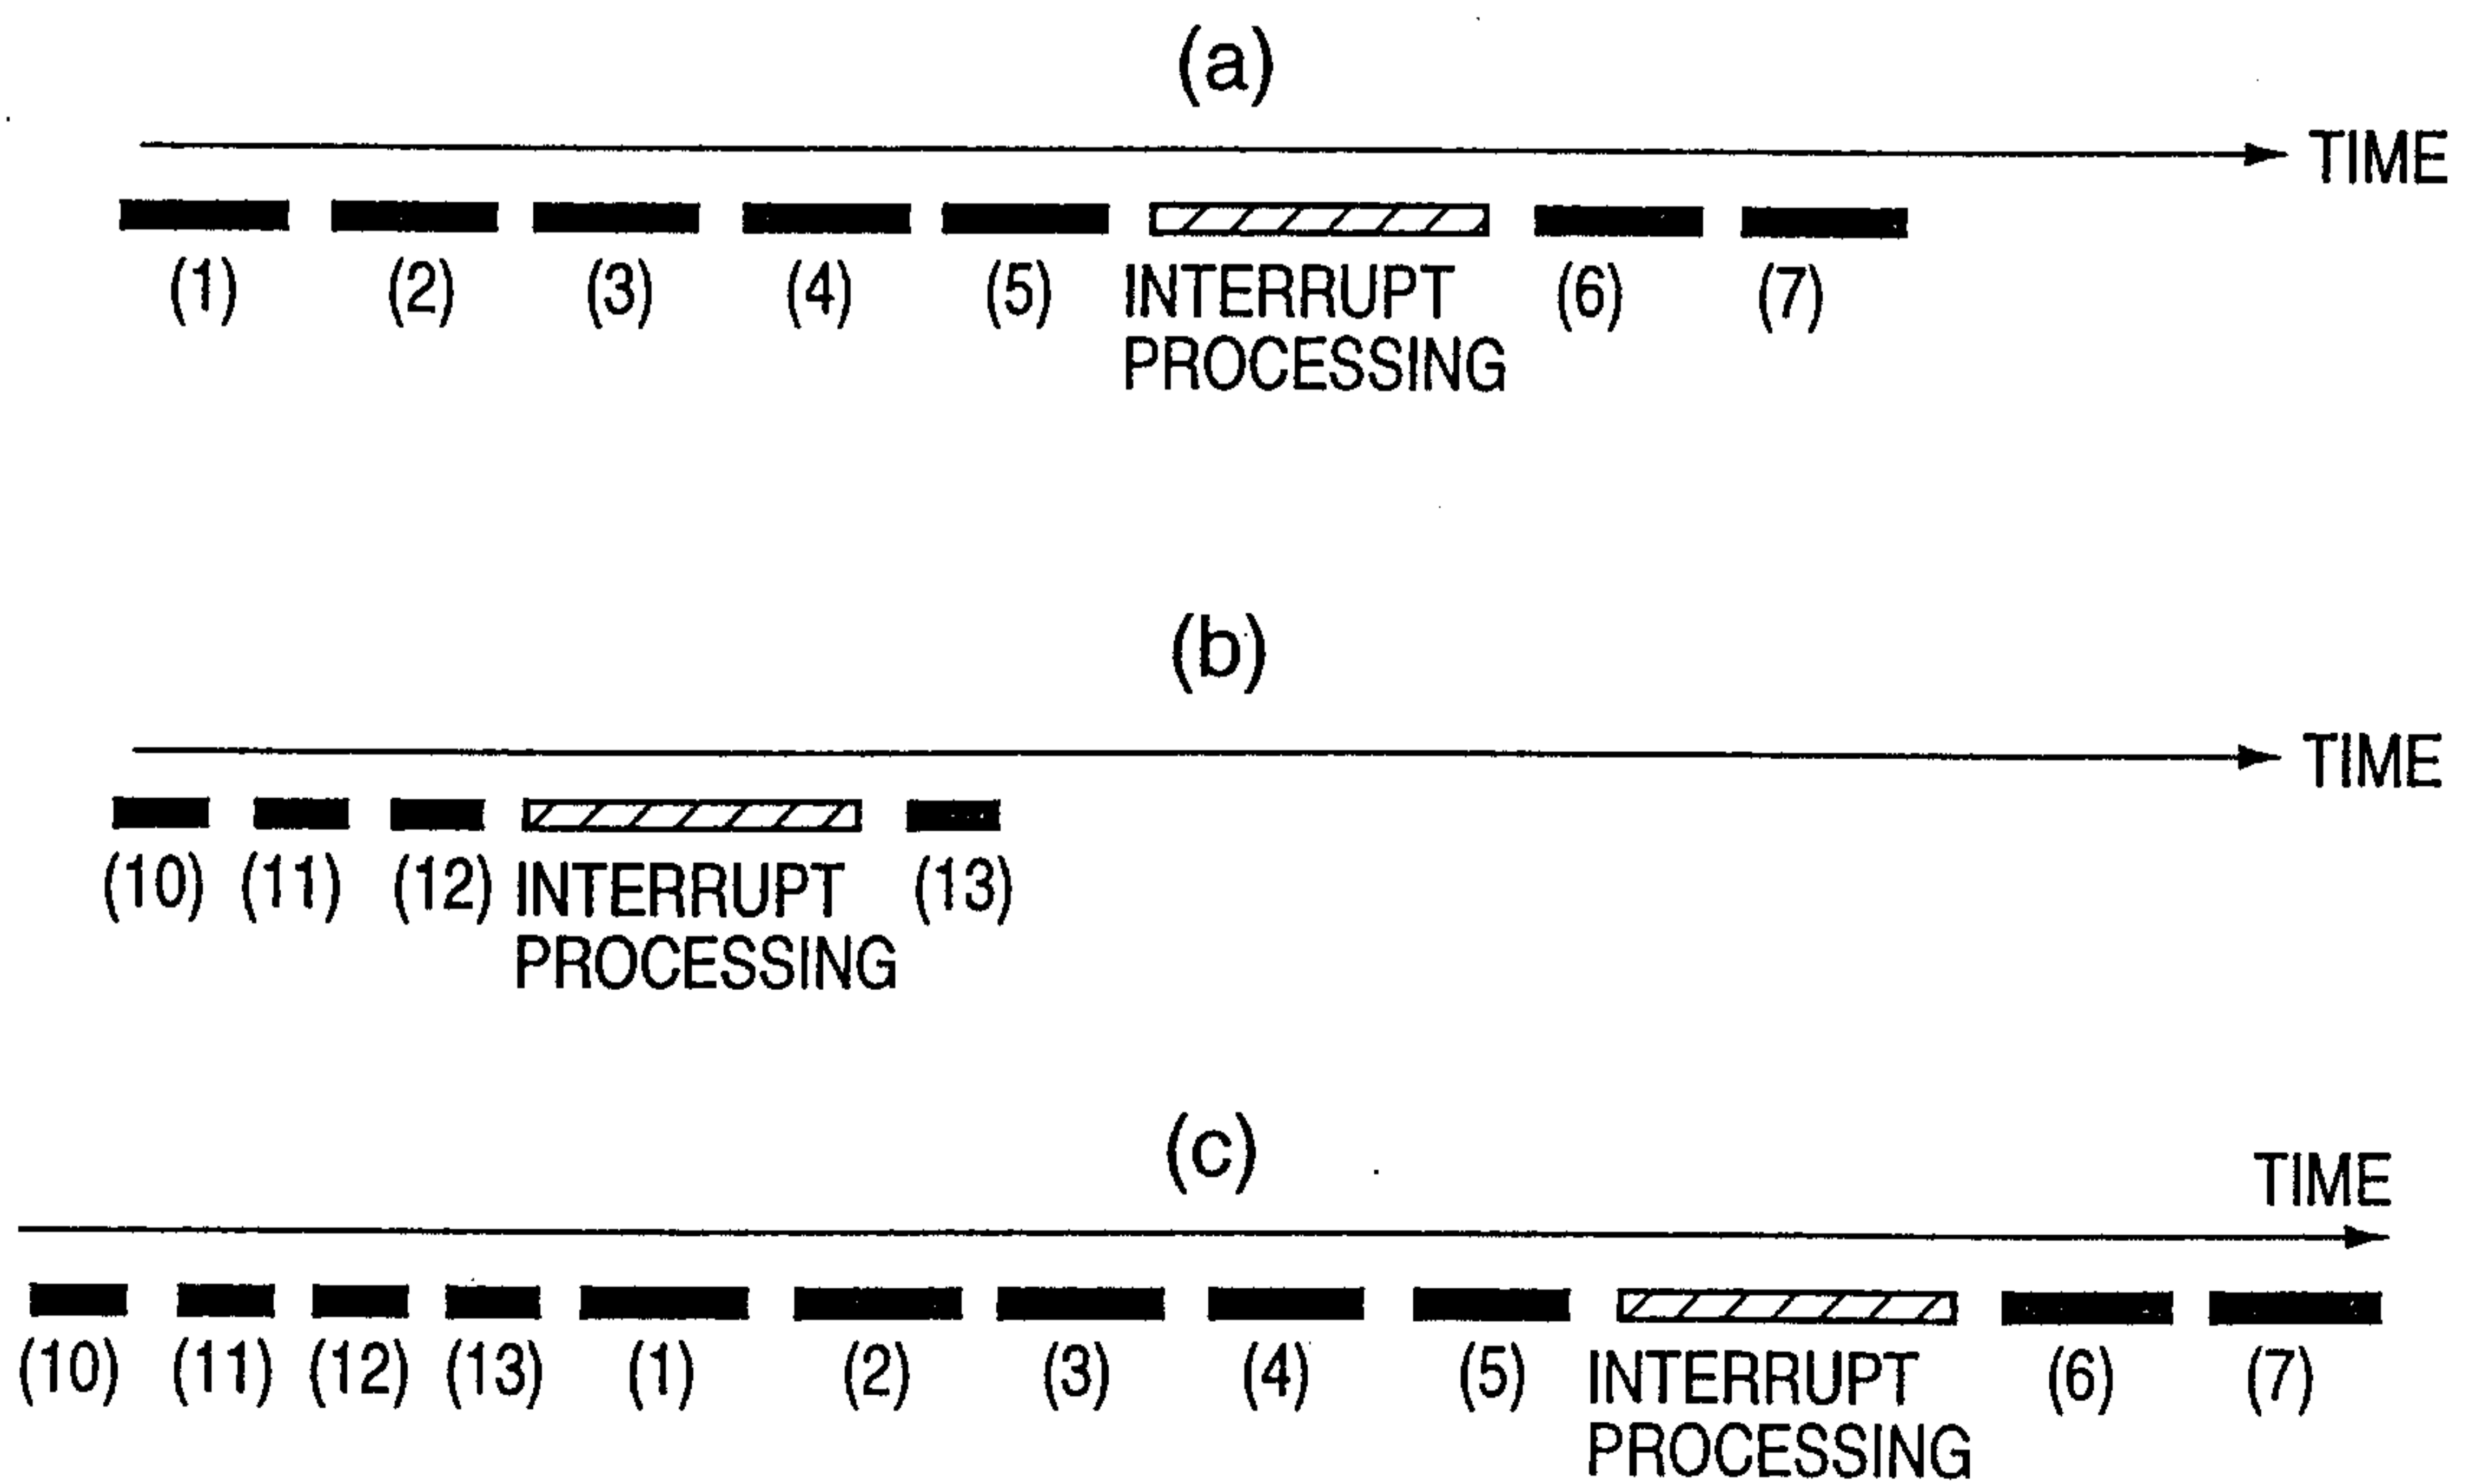 (a)
TIME
(1) (2) (3) (4) (5) INTERRUPT PROCESSING (6) (7)
(b)
TIME
(10) (11) (12) INTERRUPT PROCESSING (13)
(c)
TIME
(10) (11) (12) (13) (1) (2) (3) (4) (5) INTERRUPT PROCESSING (6) (7)